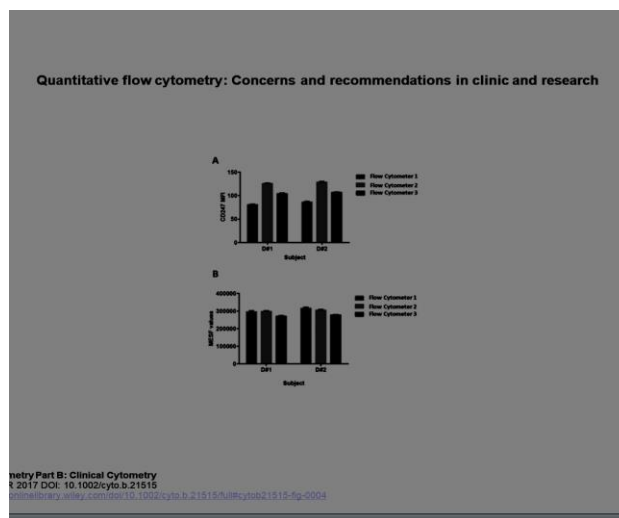 Quantitative flow cytometry: Concerns and recommendations in clinic and research
A
150
100
50
0
CD247 MFI
D#1
D#2
Subject
Flow Cytometer 1
Flow Cytometer 2
Flow Cytometer 3
B
400000
300000
200000
100000
0
MESF values
D#1
D#2
Subject
Flow Cytometer 1
Flow Cytometer 2
Flow Cytometer 3
metry Part B: Clinical Cytometry
R 2017 DOI: 10.1002/cyto.b.21515
onlinelibrary.wiley.com/doi/10.1002/cyto.b.21515/full#cytob21515-fig-0004